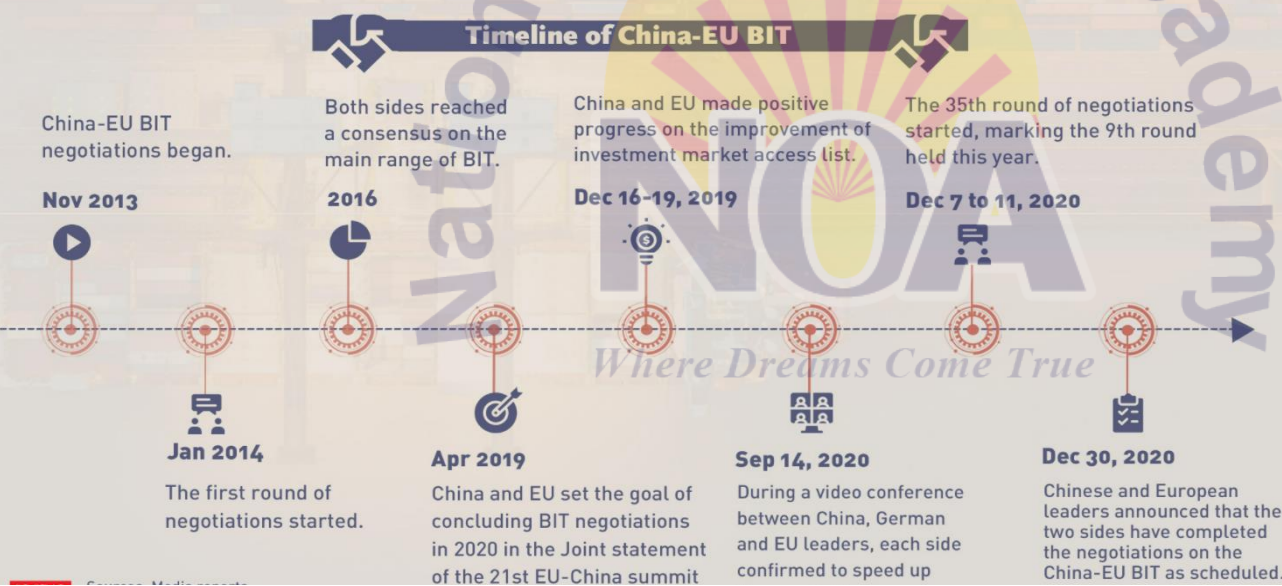 Timeline of China-EU BIT
China-EU BIT
negotiations began.
Nov 2013
Both sides reached
a consensus on the
main range of BIT.
2016
China and EU made positive
progress on the improvement of
investment market access list.
Dec 16-19, 2019
The 35th round of negotiations
started, marking the 9th round
held this year.
Dec 7 to 11, 2020
Nation
NOA
ademy
Where Dreams Come True
Jan 2014
The first round of
negotiations started.
Apr 2019
China and EU set the goal of
concluding BIT negotiations
in 2020 in the Joint statement
of the 21st EU-China summit
Sep 14, 2020
During a video conference
between China, German
and EU leaders, each side
confirmed to speed up
Dec 30, 2020
Chinese and European
leaders announced that the
two sides have completed
the negotiations on the
China-EU BIT as scheduled.
Sources: Media reports